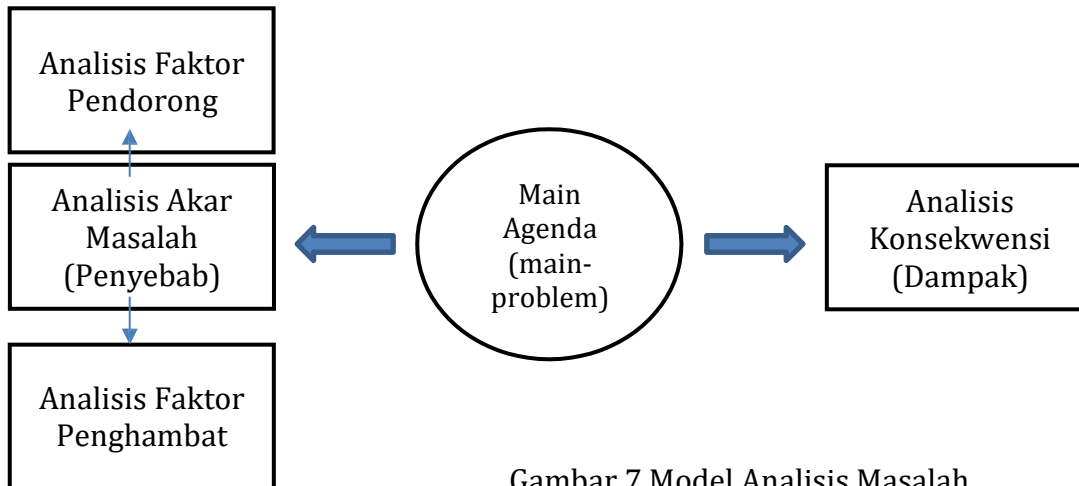 Analisis Faktor
Pendorong
Analisis Akar
Masalah
(Penyebab)
Analisis Faktor
Penghambat
Main
Agenda
(main-
problem)
Analisis
Konsekwensi
(Dampak)
Gambar 7 Model Analisis Masalah